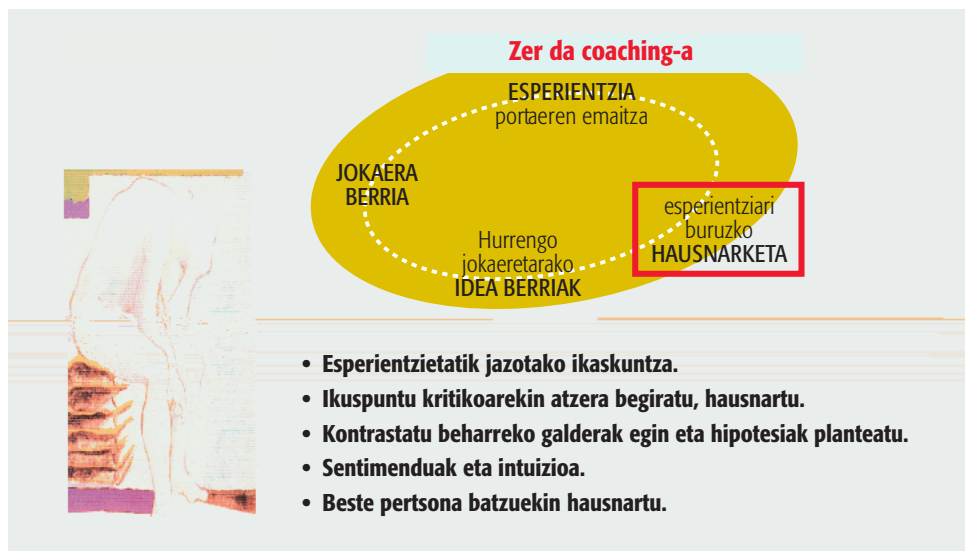 Zer da coaching-a
ESPERIENTZIA
portaeren emaitza
JOKAERA
BERRIA
esperientziari
buruzko
HAUSNARKETA
Hurrengo
jokaeretarako
IDEA BERRIAK
• Esperientzietatik jazotako ikaskuntza.
• Ikuspuntu kritikoarekin atzera begiratu, hausnartu.
• Kontrastatu beharreko galderak egin eta hipotesiak planteatu.
• Sentimenduak eta intuizioa.
• Beste pertsona batzuekin hausnartu.